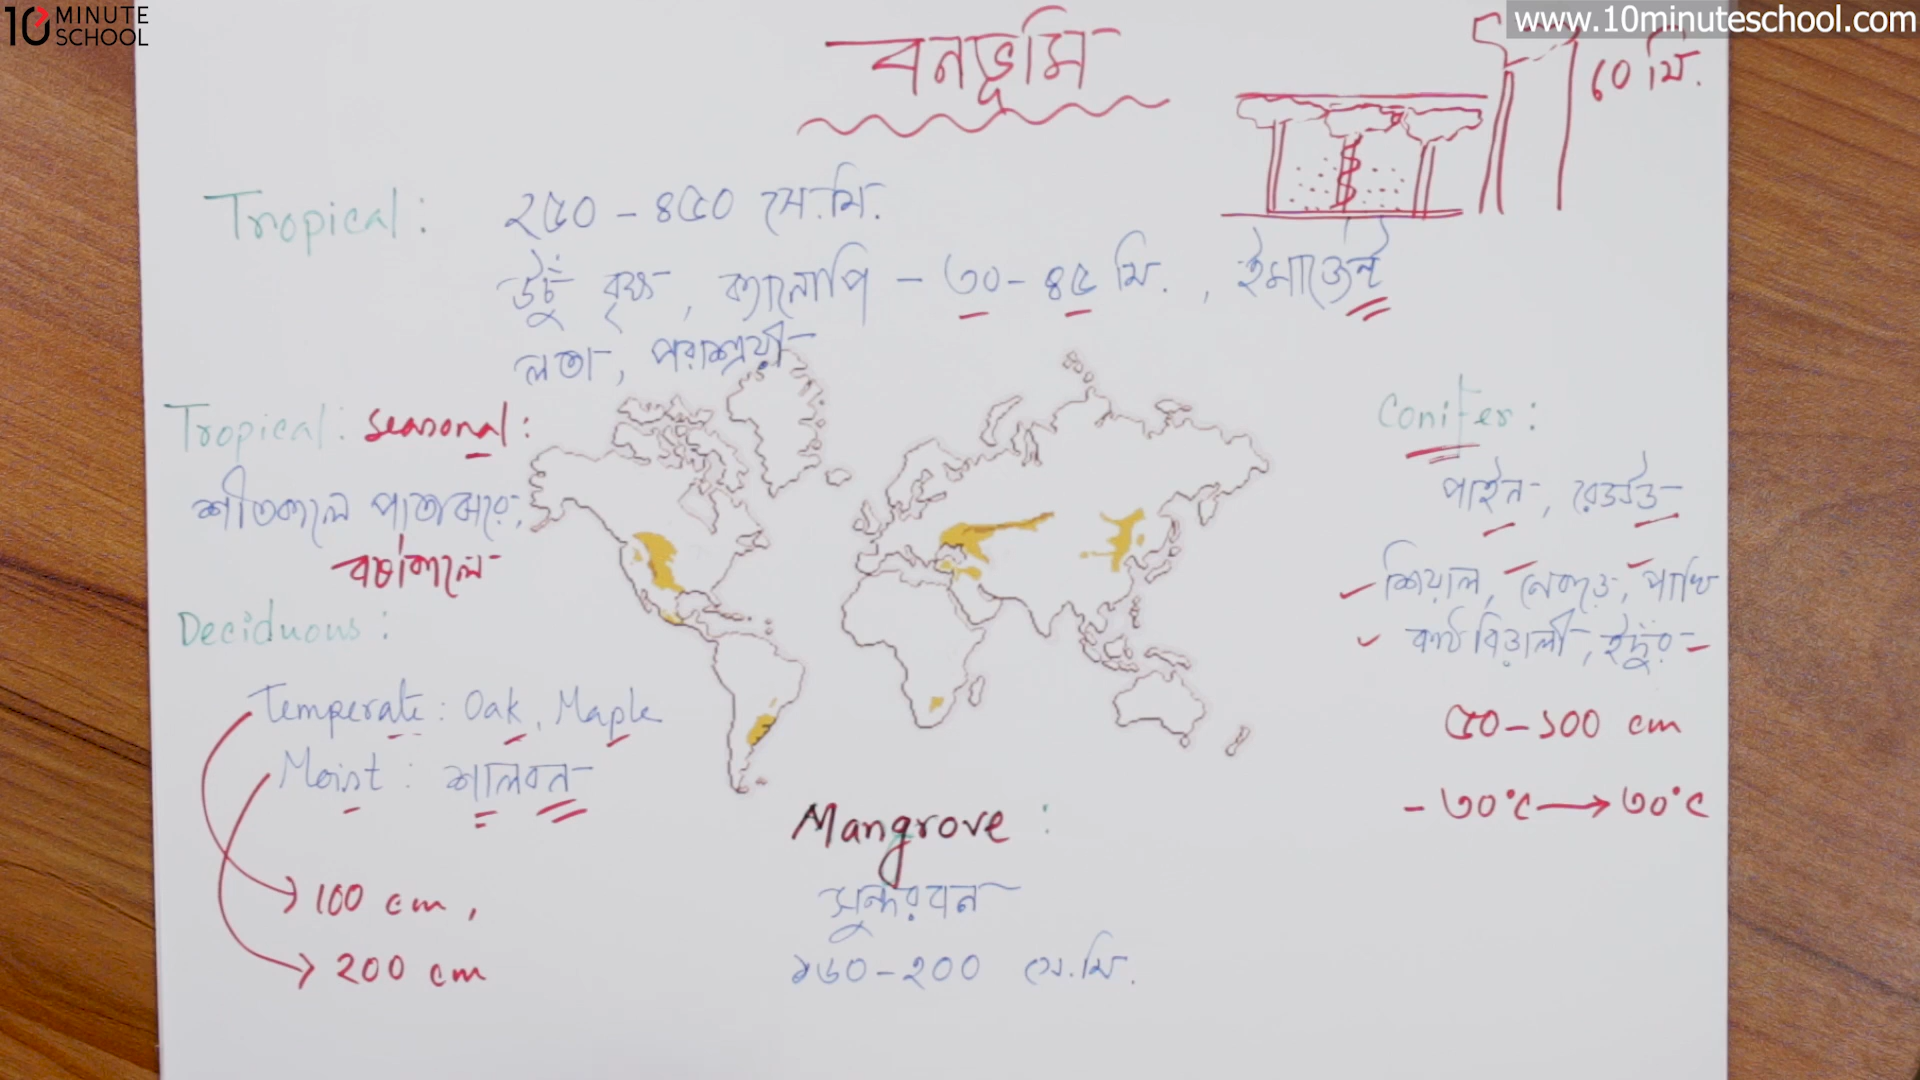 10 MINUTE SCHOOL
www.10minuteschool.com
বনভূমি
৬০ মি.
Tropical: ২৫০ – ৪৫০ সে.মি.
উঁচু বৃক্ষ, ক্যানোপি – ৩০ – ৪৫ মি., ইমার্জেন্ট
লতা, পরাশ্রয়ী
Tropical: seasonal:
শীতকালে পাতাঝরে,
বর্ষাকালে
Deciduous:
Temperate: Oak, Maple
Moist: শালবন
→ 100 cm,
→ 200 cm
Mangrove:
সুন্দরবন
১৬০ – ২০০ সে.মি.
Conifer:
পাইন, রেডউড
শিয়াল, নেকড়ে, পাখি
কাঠবিড়ালী, ইঁদুর
৫০ – ১০০ cm
– ৩০°C → ৩০°C